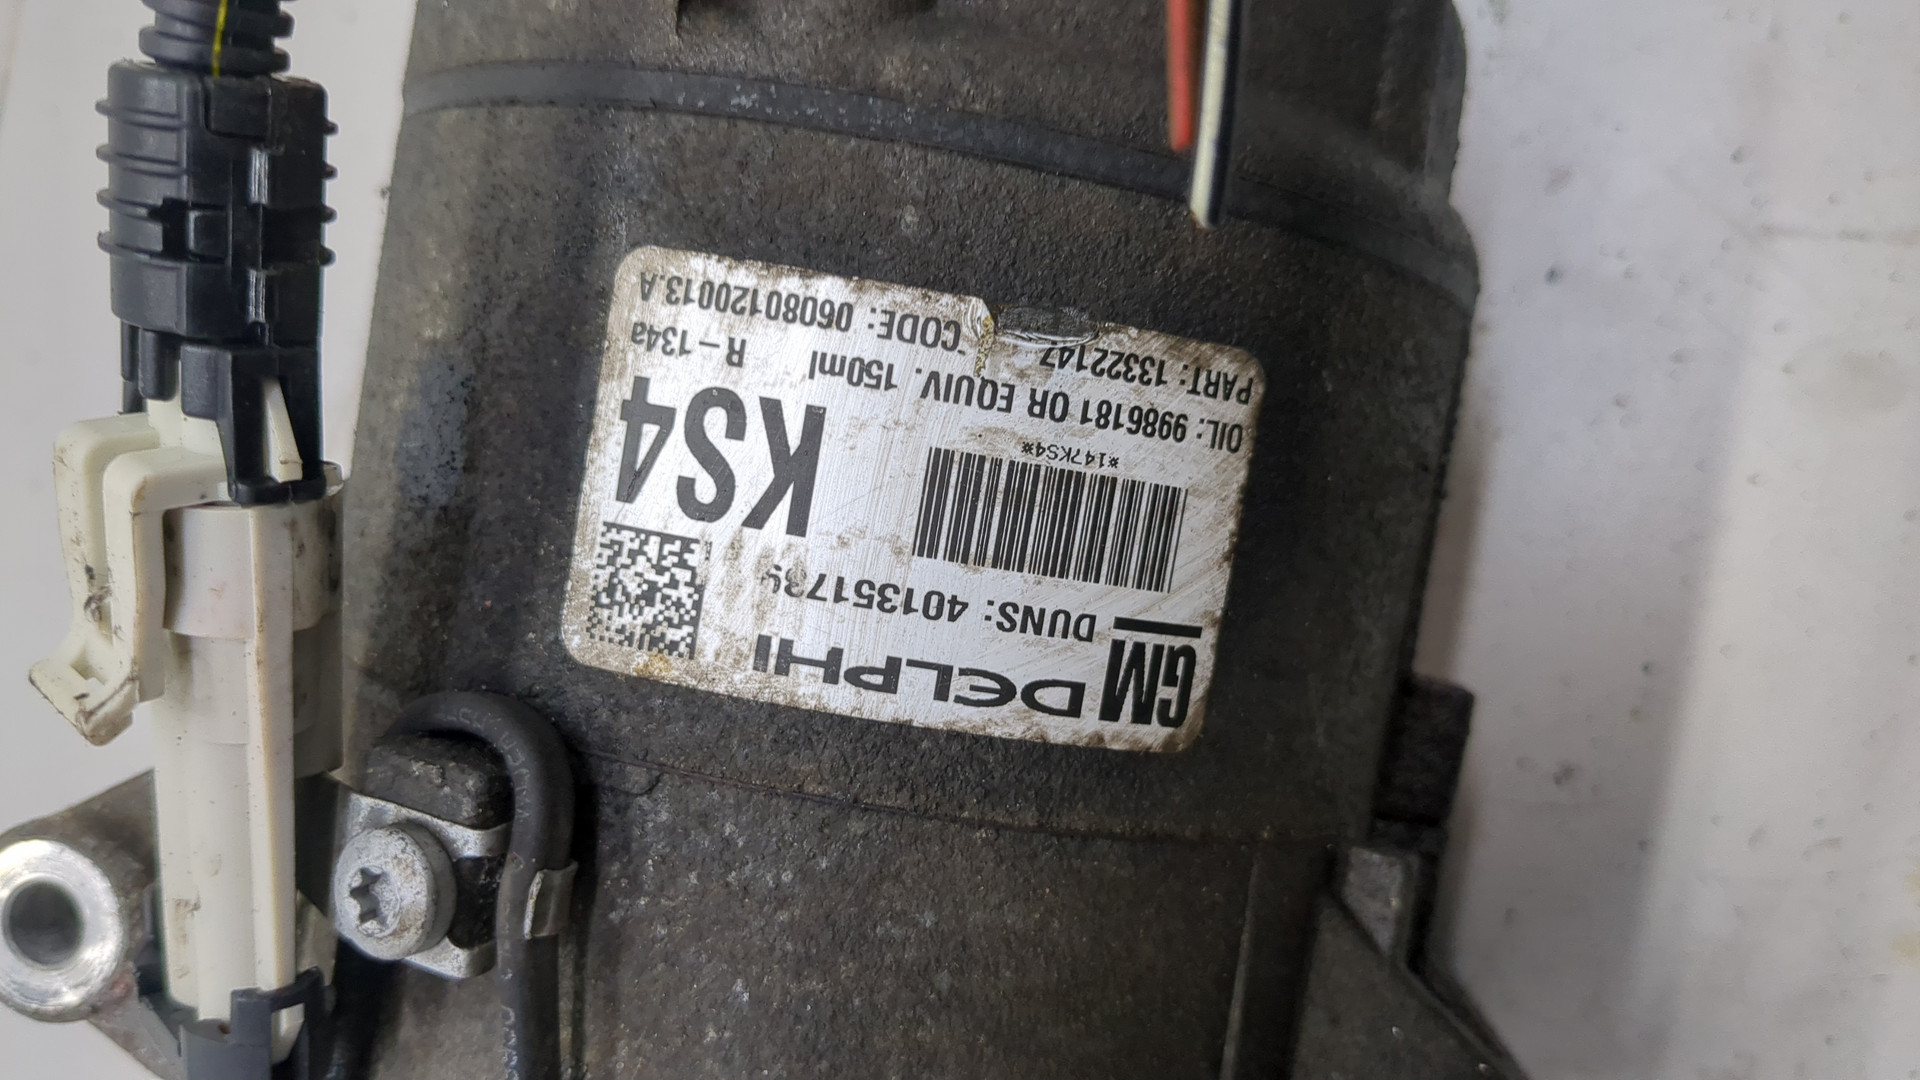 GM DELPHI
DUNS: 401351739
*147KS4*
KS4
OIL: 9986181 OR EQUIV. 150ml R-134a
PART: 13322147 CODE: 06080120013.A